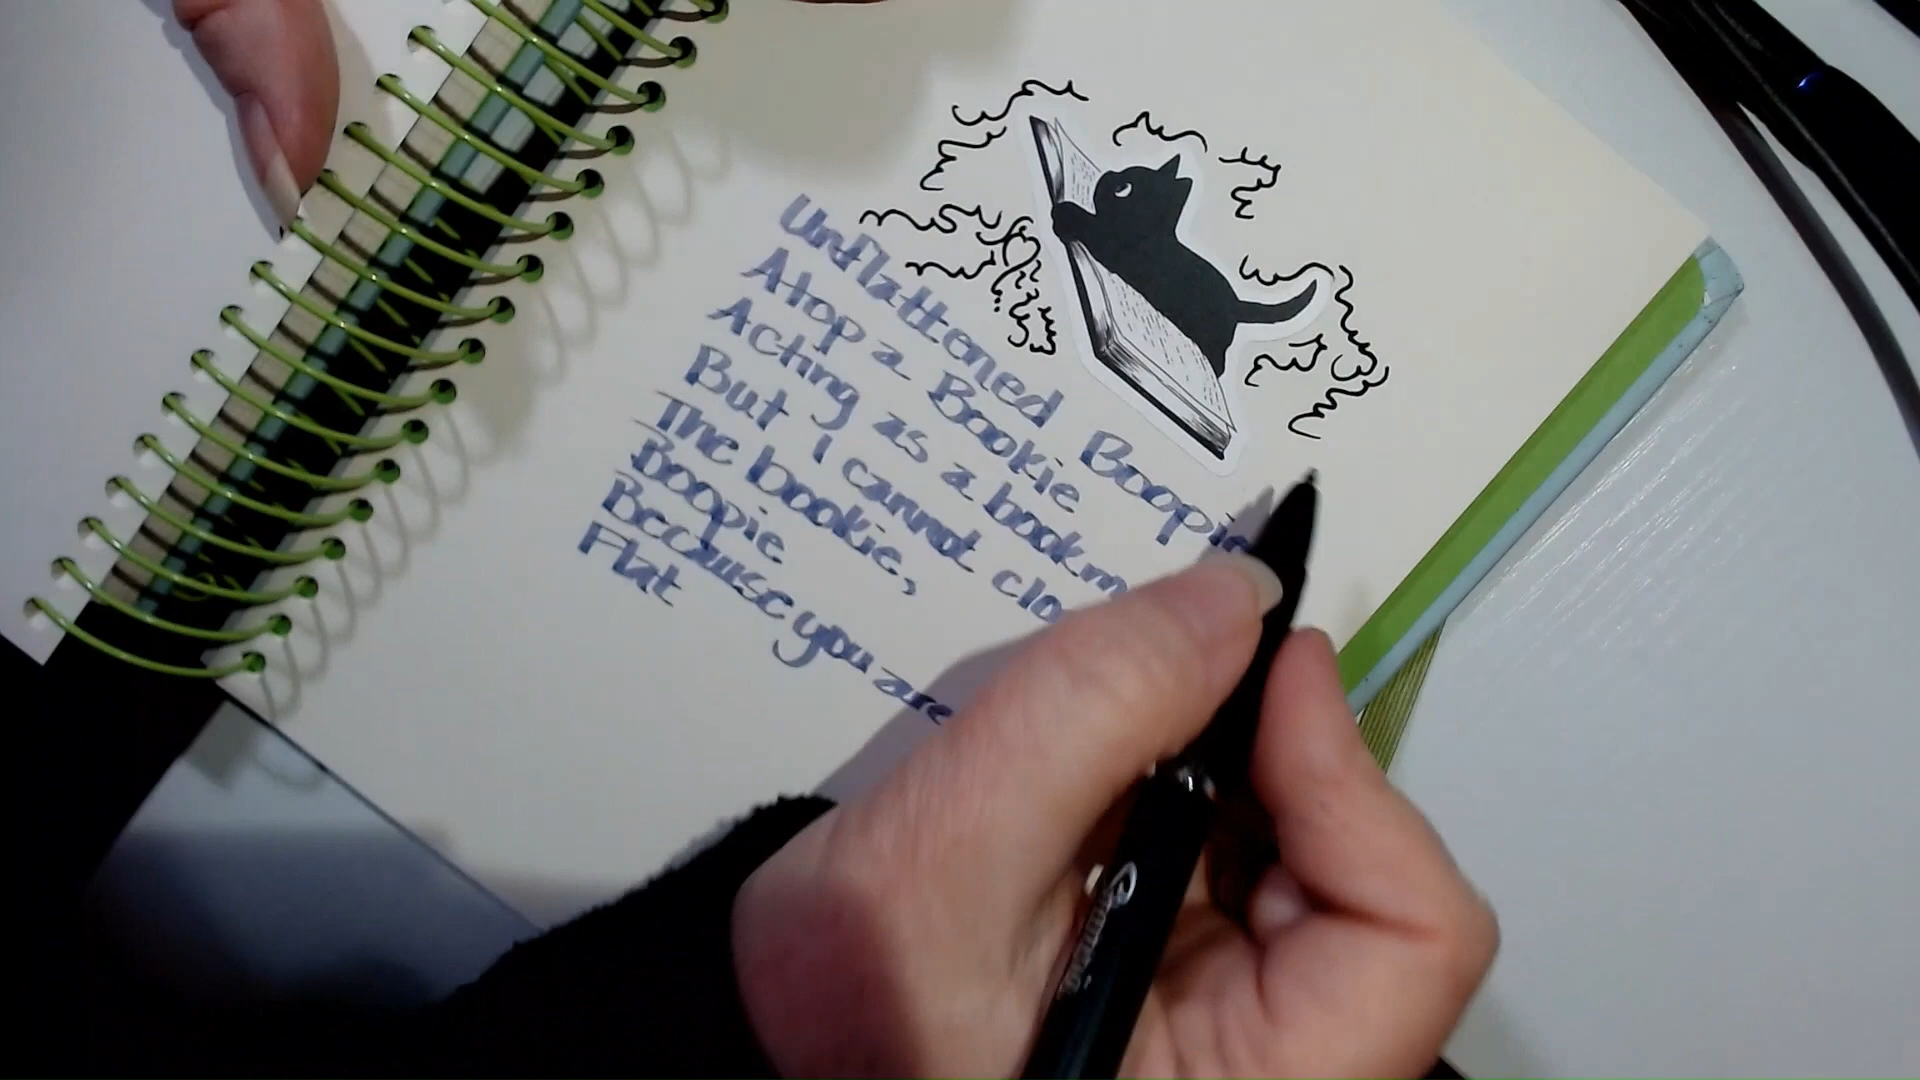 Unflattened Boopie
Atop a Bookie
Acting as a bookm
But I cannot clo
The bookie,
Boopie
Because you are
Flat